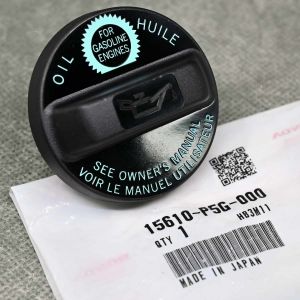 OIL
HUILE
FOR
GASOLINE
ENGINES
SEE OWNER'S MANUAL
VOIR LE MANUEL UTILISATEUR
15610-P5G-000
QTY 1
H83M11
MADE IN JAPAN